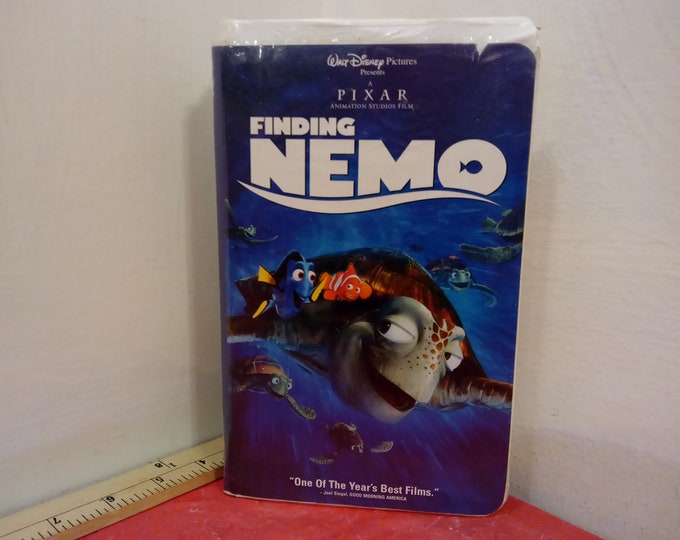 Walt Disney Pictures
Presents
A
PIXAR
ANIMATION STUDIOS FILM
FINDING
NEMO
"One Of The Year's Best Films."
– Joel Siegel, GOOD MORNING AMERICA